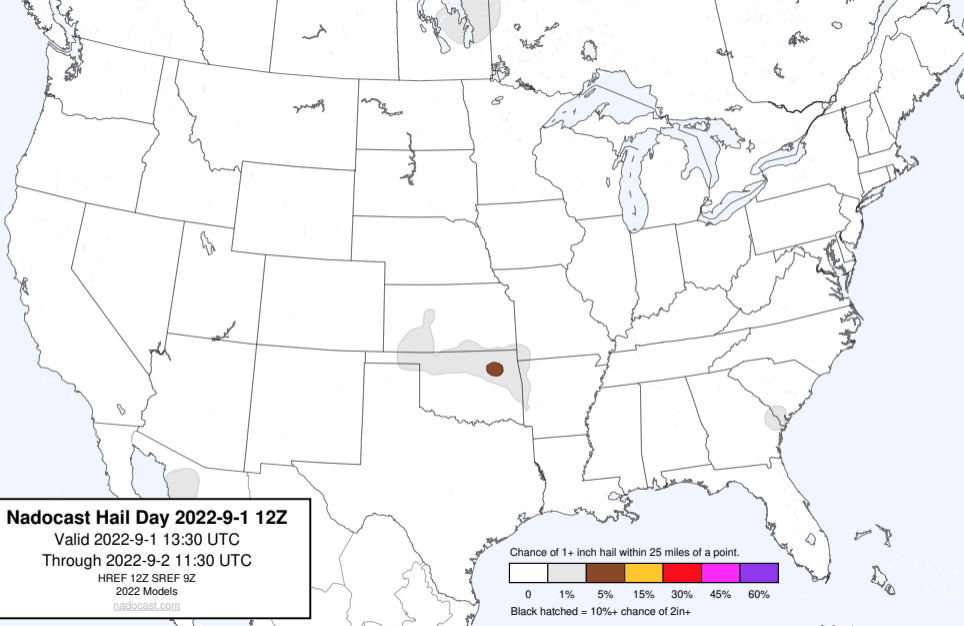 Nadocast Hail Day 2022-9-1 12Z
Valid 2022-9-1 13:30 UTC
Through 2022-9-2 11:30 UTC
HREF 12Z SREF 9Z
2022 Models
nadocast.com
Chance of 1+ inch hail within 25 miles of a point.
0 1% 5% 15% 30% 45% 60%
Black hatched = 10%+ chance of 2in+